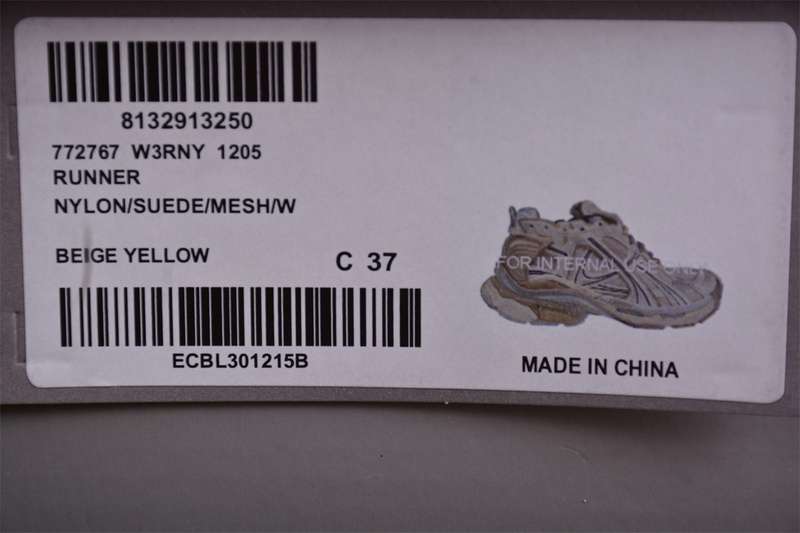 8132913250
772767 W3RNY 1205
RUNNER
NYLON/SUEDE/MESH/W
BEIGE YELLOW C 37
ECBL301215B
FOR INTERNAL USE ONLY
MADE IN CHINA